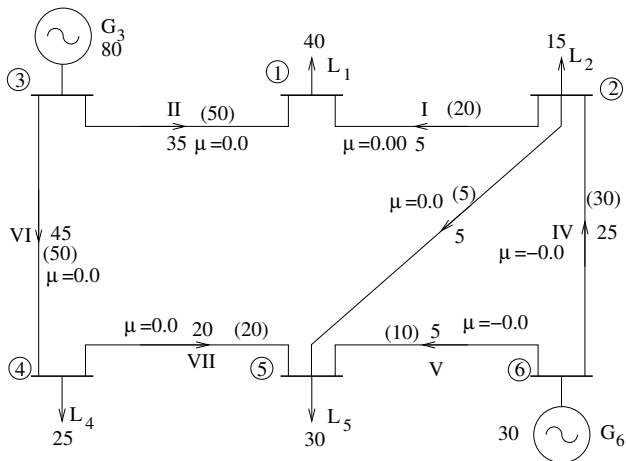 G3
80
40
15
3
1
L1
L2
2
II (50)
I (20)
35 μ=0.0
μ=0.00 5
μ=0.0 (5)
5
(30)
VI 45
(50)
μ=0.0
IV 25
μ=−0.0
μ=0.0 20 (20)
VII
(10) 5 μ=−0.0
V
4
5
6
L4
25
L5
30
30 G6